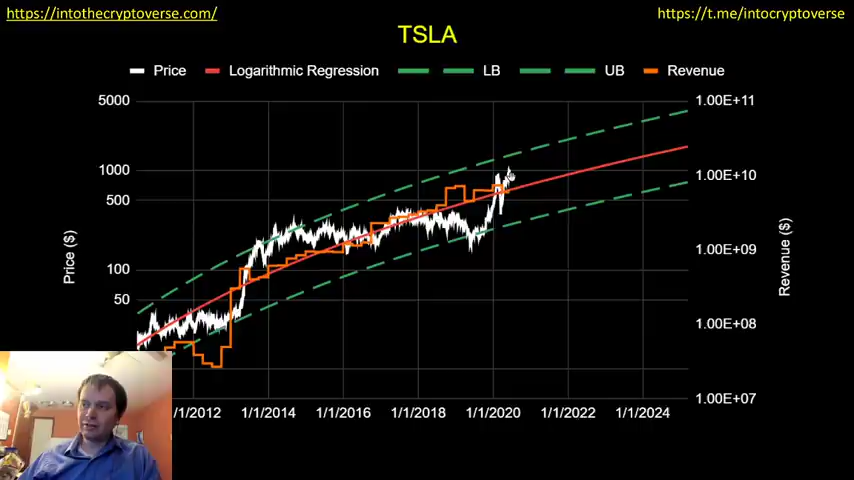 https://intothecryptoverse.com/
https://t.me/intocryptoverse
TSLA
Price Logarithmic Regression LB UB Revenue
5000 1.00E+11
1000 1.00E+10
500
100 1.00E+09
50
1.00E+08
1.00E+07
Price ($)
Revenue ($)
1/1/2012 1/1/2014 1/1/2016 1/1/2018 1/1/2020 1/1/2022 1/1/2024